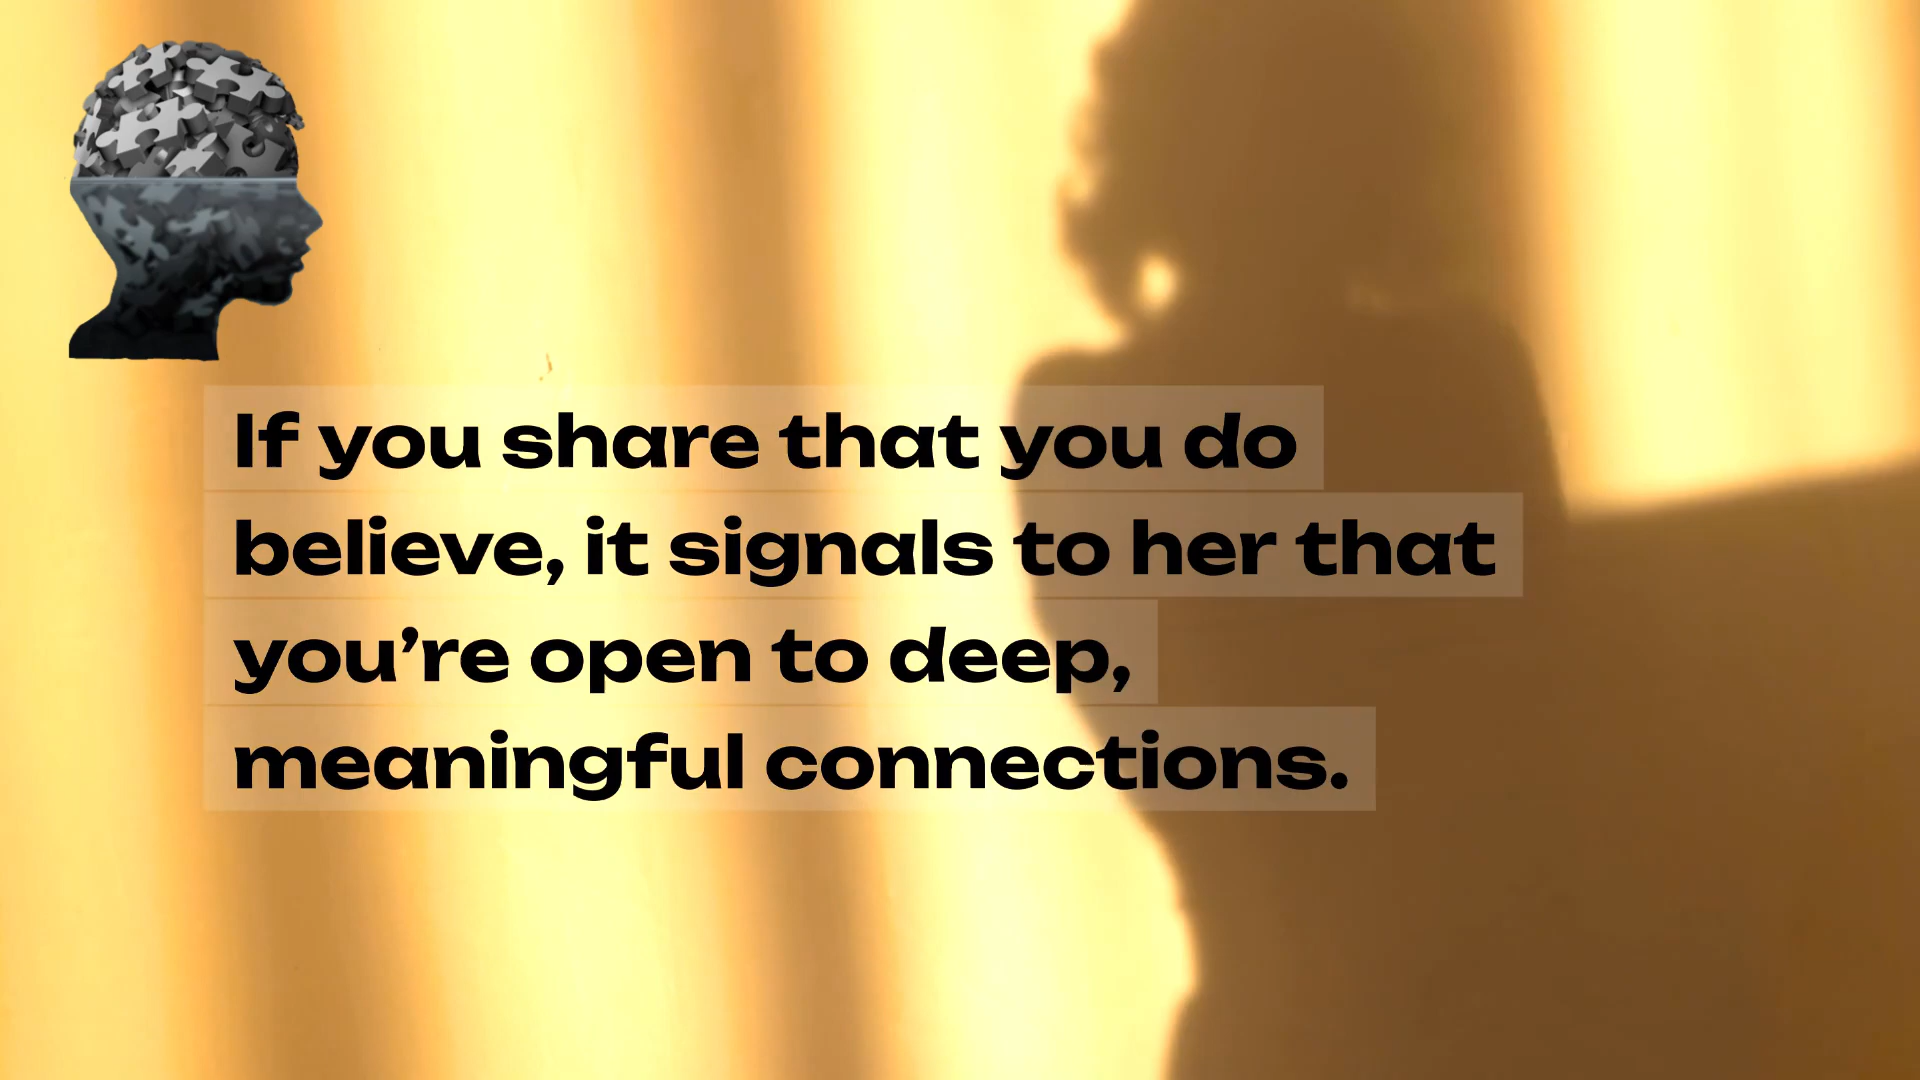 If you share that you do
believe, it signals to her that
you’re open to deep,
meaningful connections.